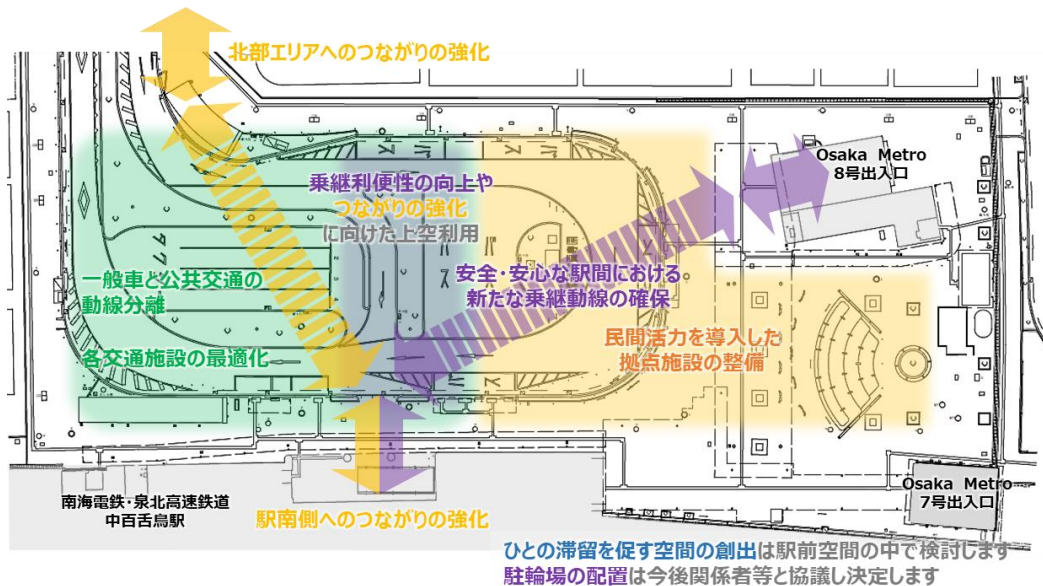 北部エリアへのつながりの強化
Osaka Metro
8号出入口
乗継利便性の向上や
つながりの強化
に向けた上空利用
一般車と公共交通の
動線分離
安全・安心な駅間における
新たな乗継動線の確保
各交通施設の最適化
民間活力を導入した
拠点施設の整備
南海電鉄・泉北高速鉄道
中百舌鳥駅
駅南側へのつながりの強化
Osaka Metro
7号出入口
ひとの滞留を促す空間の創出は駅前空間の中で検討します
駐輪場の配置は今後関係者等と協議し決定します